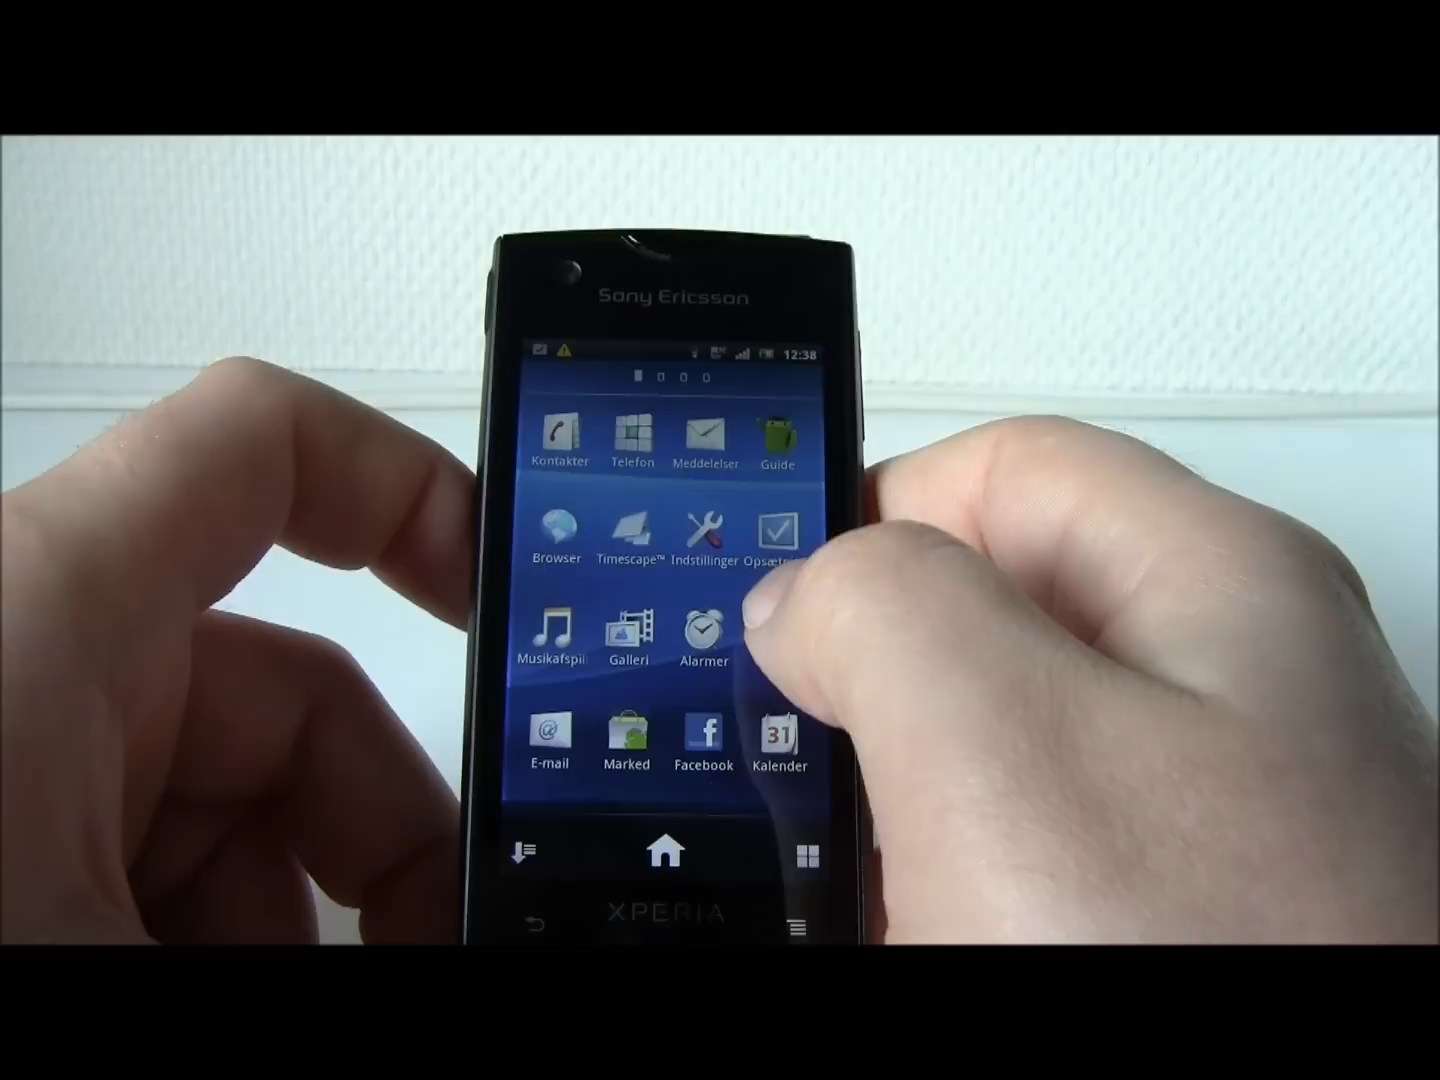 Sony Ericsson
12:38
Kontakter Telefon Meddelelser Guide
Browser Timescape™ Indstillinger
Musikafspil Galleri Alarmer
31
E-mail Marked Facebook Kalender
XPERIA